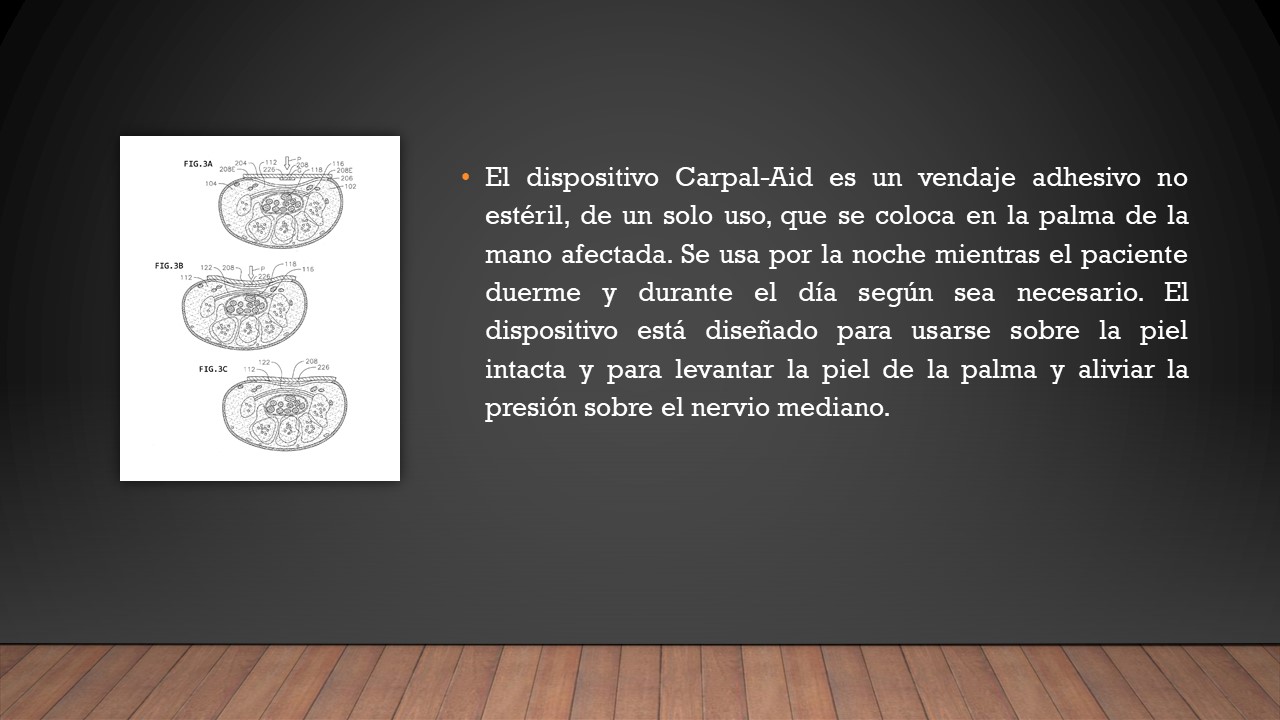 FIG.3A
204
112
P
208
116
208E
226
118
208E
206
104
102
FIG.3B
122
208
P
118
112
226
116
FIG.3C
122
208
112
226
• El dispositivo Carpal-Aid es un vendaje adhesivo no
estéril, de un solo uso, que se coloca en la palma de la
mano afectada. Se usa por la noche mientras el paciente
duerme y durante el día según sea necesario. El
dispositivo está diseñado para usarse sobre la piel
intacta y para levantar la piel de la palma y aliviar la
presión sobre el nervio mediano.